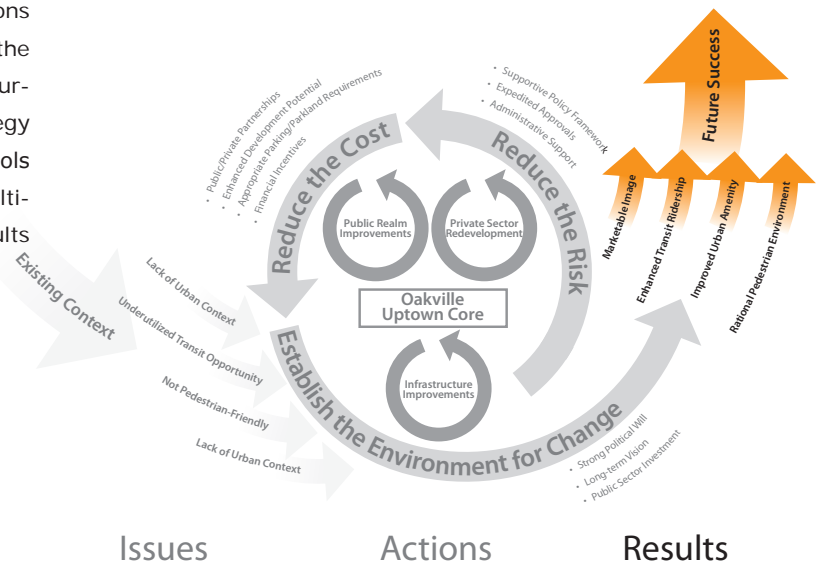 ons
the
ur-
egy
ols
lti-
ults
Existing Context
Lack of Urban Context
Underutilized Transit Opportunity
Not Pedestrian-Friendly
Lack of Urban Context
• Public/Private Partnerships
• Enhanced Development Potential
• Appropriate Parking/Parkland Requirements
• Financial Incentives
Reduce the Cost
• Supportive Policy Framework
• Expedited Approvals
• Administrative Support
Reduce the Risk
Public Realm
Improvements
Private Sector
Redevelopment
Oakville
Uptown Core
Infrastructure
Improvements
Establish the Environment for Change
• Strong Political Will
• Long-term Vision
• Public Sector Investment
Future Success
Marketable Image
Enhanced Transit Ridership
Improved Urban Amenity
Rational Pedestrian Environment
Issues
Actions
Results